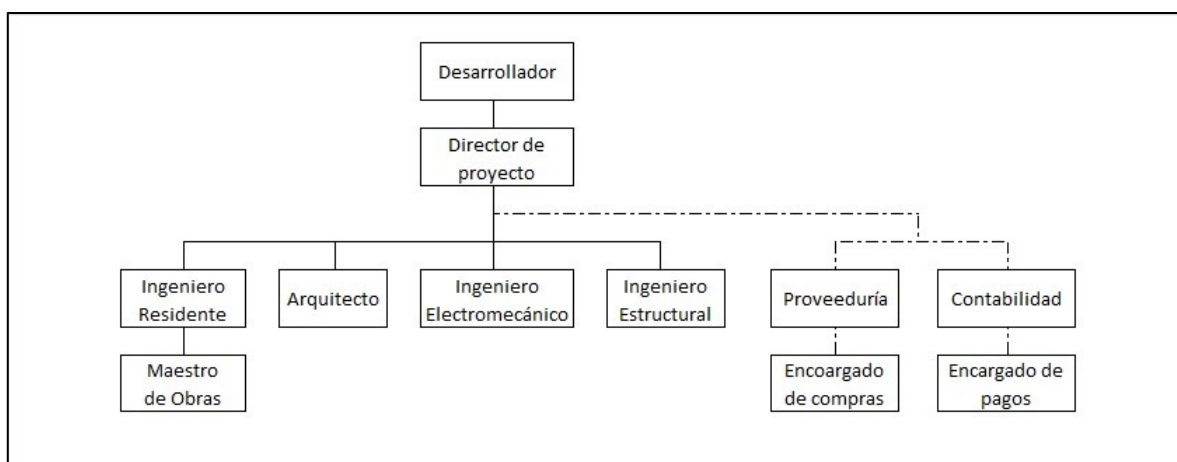 Desarrollador
Director de
proyecto
Ingeniero
Residente
Arquitecto
Ingeniero
Electromecánico
Ingeniero
Estructural
Proveeduría
Contabilidad
Maestro
de Obras
Encoargado
de compras
Encargado de
pagos